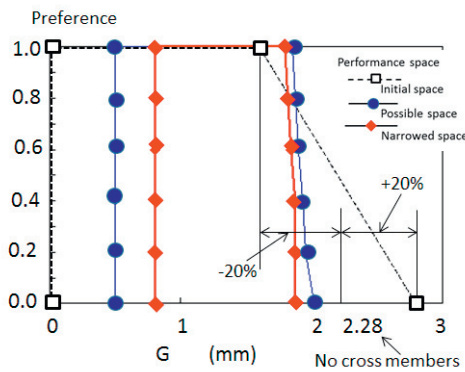 Preference
1.0
0.8
0.6
0.4
0.2
0.0
Performance space
Initial space
Possible space
Narrowed space
+20%
-20%
0 1 2 2.28 3
G (mm)
No cross members